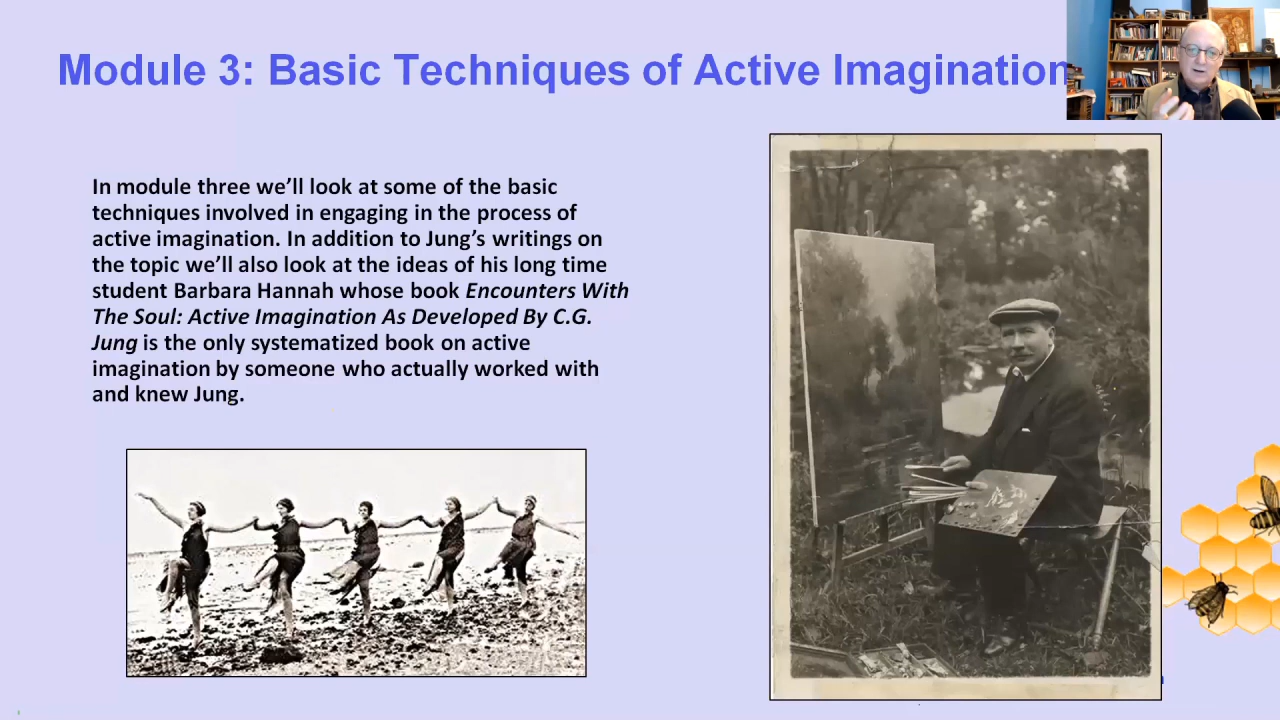 Module 3: Basic Techniques of Active Imagination
In module three we’ll look at some of the basic
techniques involved in engaging in the process of
active imagination. In addition to Jung’s writings on
the topic we’ll also look at the ideas of his long time
student Barbara Hannah whose book Encounters With
The Soul: Active Imagination As Developed By C.G.
Jung is the only systematized book on active
imagination by someone who actually worked with
and knew Jung.